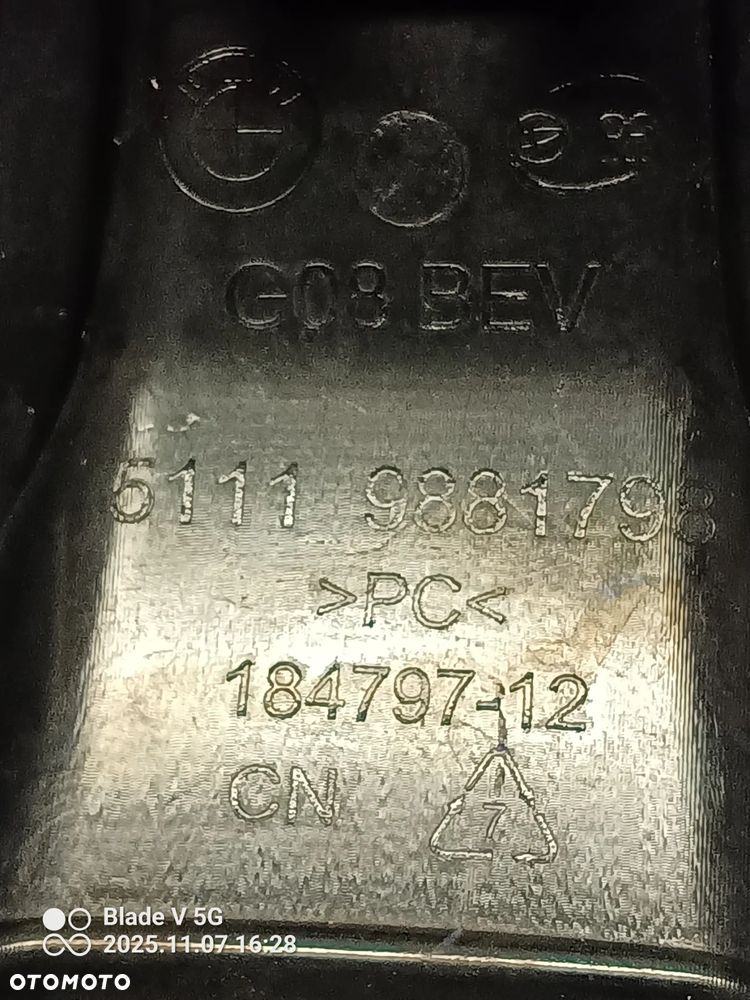 G08 BEV
5111 9881798
>PC<
184797-12
CN
7
Blade V 5G
2025.11.07 16:28
OTOMOTO